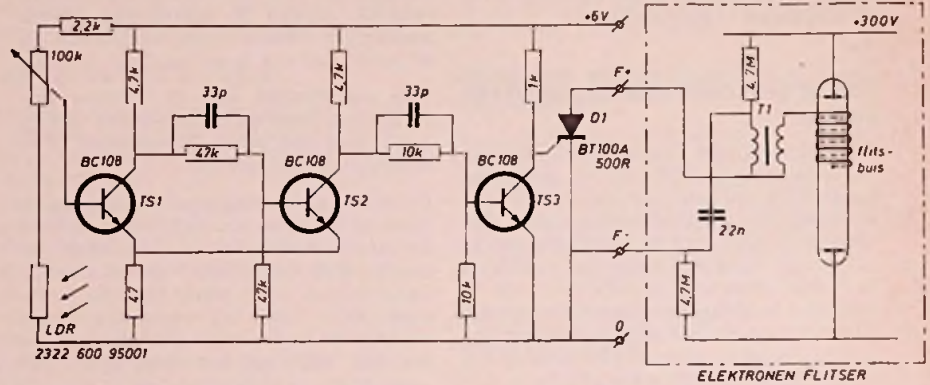 2,2k
+6V
+300V
100k
4,7k
4,7k
1k
F+
4,7M
T1
33p
33p
D1
47k
10k
BT100A
500R
flits-
buis
BC108
BC108
BC108
TS1
TS2
TS3
22n
F-
47
47k
10k
4,7M
LDR
0
2322 600 95001
ELEKTRONEN FLITSER